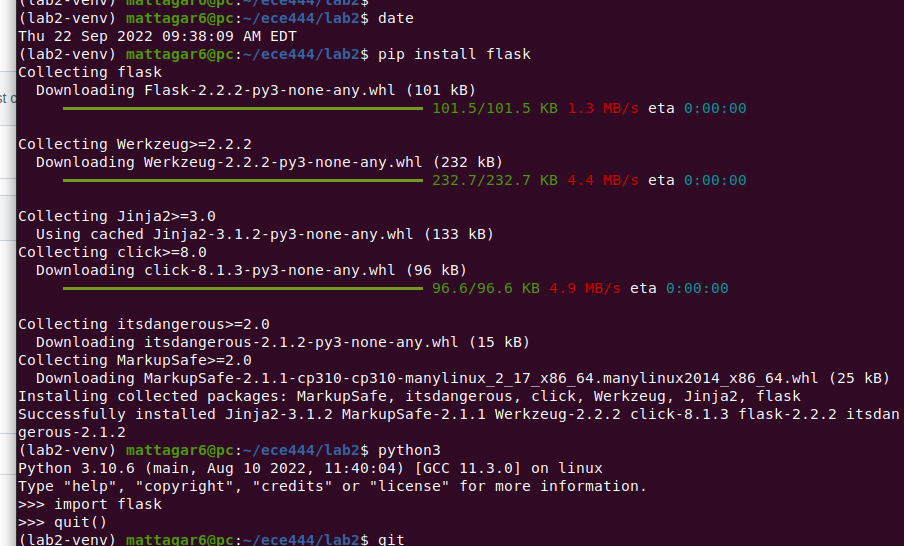 (lab2-venv) mattagar6@pc:~/ece444/lab2$
(lab2-venv) mattagar6@pc:~/ece444/lab2$ date
Thu 22 Sep 2022 09:38:09 AM EDT
(lab2-venv) mattagar6@pc:~/ece444/lab2$ pip install flask
Collecting flask
  Downloading Flask-2.2.2-py3-none-any.whl (101 kB)
101.5/101.5 KB 1.3 MB/s eta 0:00:00
Collecting Werkzeug>=2.2.2
  Downloading Werkzeug-2.2.2-py3-none-any.whl (232 kB)
232.7/232.7 KB 4.4 MB/s eta 0:00:00
Collecting Jinja2>=3.0
  Using cached Jinja2-3.1.2-py3-none-any.whl (133 kB)
Collecting click>=8.0
  Downloading click-8.1.3-py3-none-any.whl (96 kB)
96.6/96.6 KB 4.9 MB/s eta 0:00:00
Collecting itsdangerous>=2.0
  Downloading itsdangerous-2.1.2-py3-none-any.whl (15 kB)
Collecting MarkupSafe>=2.0
  Downloading MarkupSafe-2.1.1-cp310-cp310-manylinux_2_17_x86_64.manylinux2014_x86_64.whl (25 kB)
Installing collected packages: MarkupSafe, itsdangerous, click, Werkzeug, Jinja2, flask
Successfully installed Jinja2-3.1.2 MarkupSafe-2.1.1 Werkzeug-2.2.2 click-8.1.3 flask-2.2.2 itsdan
gerous-2.1.2
(lab2-venv) mattagar6@pc:~/ece444/lab2$ python3
Python 3.10.6 (main, Aug 10 2022, 11:40:04) [GCC 11.3.0] on linux
Type "help", "copyright", "credits" or "license" for more information.
>>> import flask
>>> quit()
(lab2-venv) mattagar6@pc:~/ece444/lab2$ git